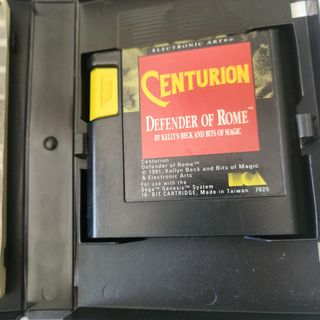 ELECTRONIC ARTS®
CENTURION
DEFENDER OF ROME™
BY KELLYN BECK AND BITS OF MAGIC
Centurion
Defender of Rome™
© 1991, Kellyn Beck and Bits of Magic
& Electronic Arts
For use with the
Sega™ Genesis™ System
16-BIT CARTRIDGE, Made in Taiwan 7025